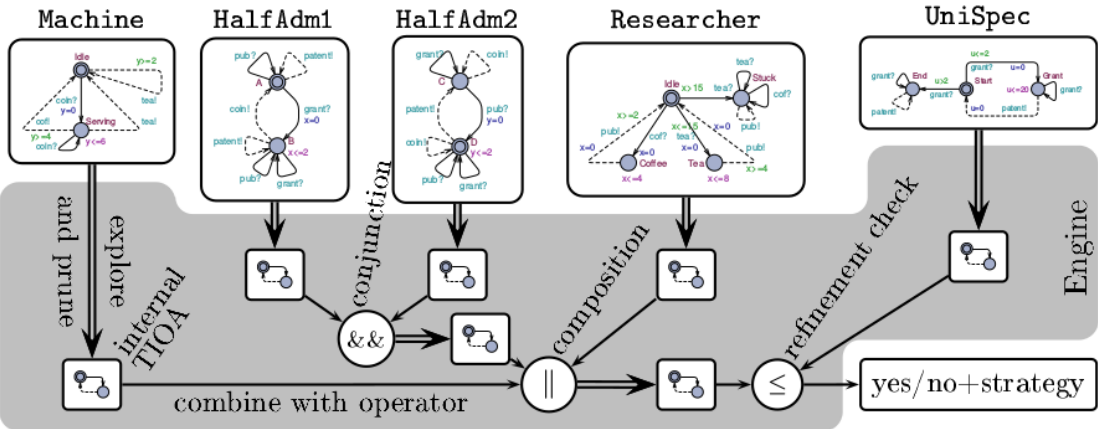 Machine
HalfAdm1
HalfAdm2
Researcher
UniSpec
Idle
y>=2
coin?
y=0
tea!
cof!
tea!
Serving
y>=4
coin?
y<=6
pub?
patent!
A
coin!
grant?
x=0
patent!
B
x<=2
pub?
grant?
grant?
coin!
C
patent!
pub?
y=0
coin!
D
y<=2
pub?
grant?
tea?
Idle
x>15
Stuck
tea?
cof?
x>=2
x<=15
x=0
pub!
pub!
cof?
tea?
pub!
x=0
x=0
x=0
Coffee
Tea
x>=4
x<=4
x<=8
u<=2
grant?
End
u>2
grant?
u=0
Grant
Start
grant?
u<=20
grant?
patent!
u=0
patent!
explore
and prune
internal
TIOA
conjunction
composition
refinement check
Engine
&&
||
≤
yes/no+strategy
combine with operator